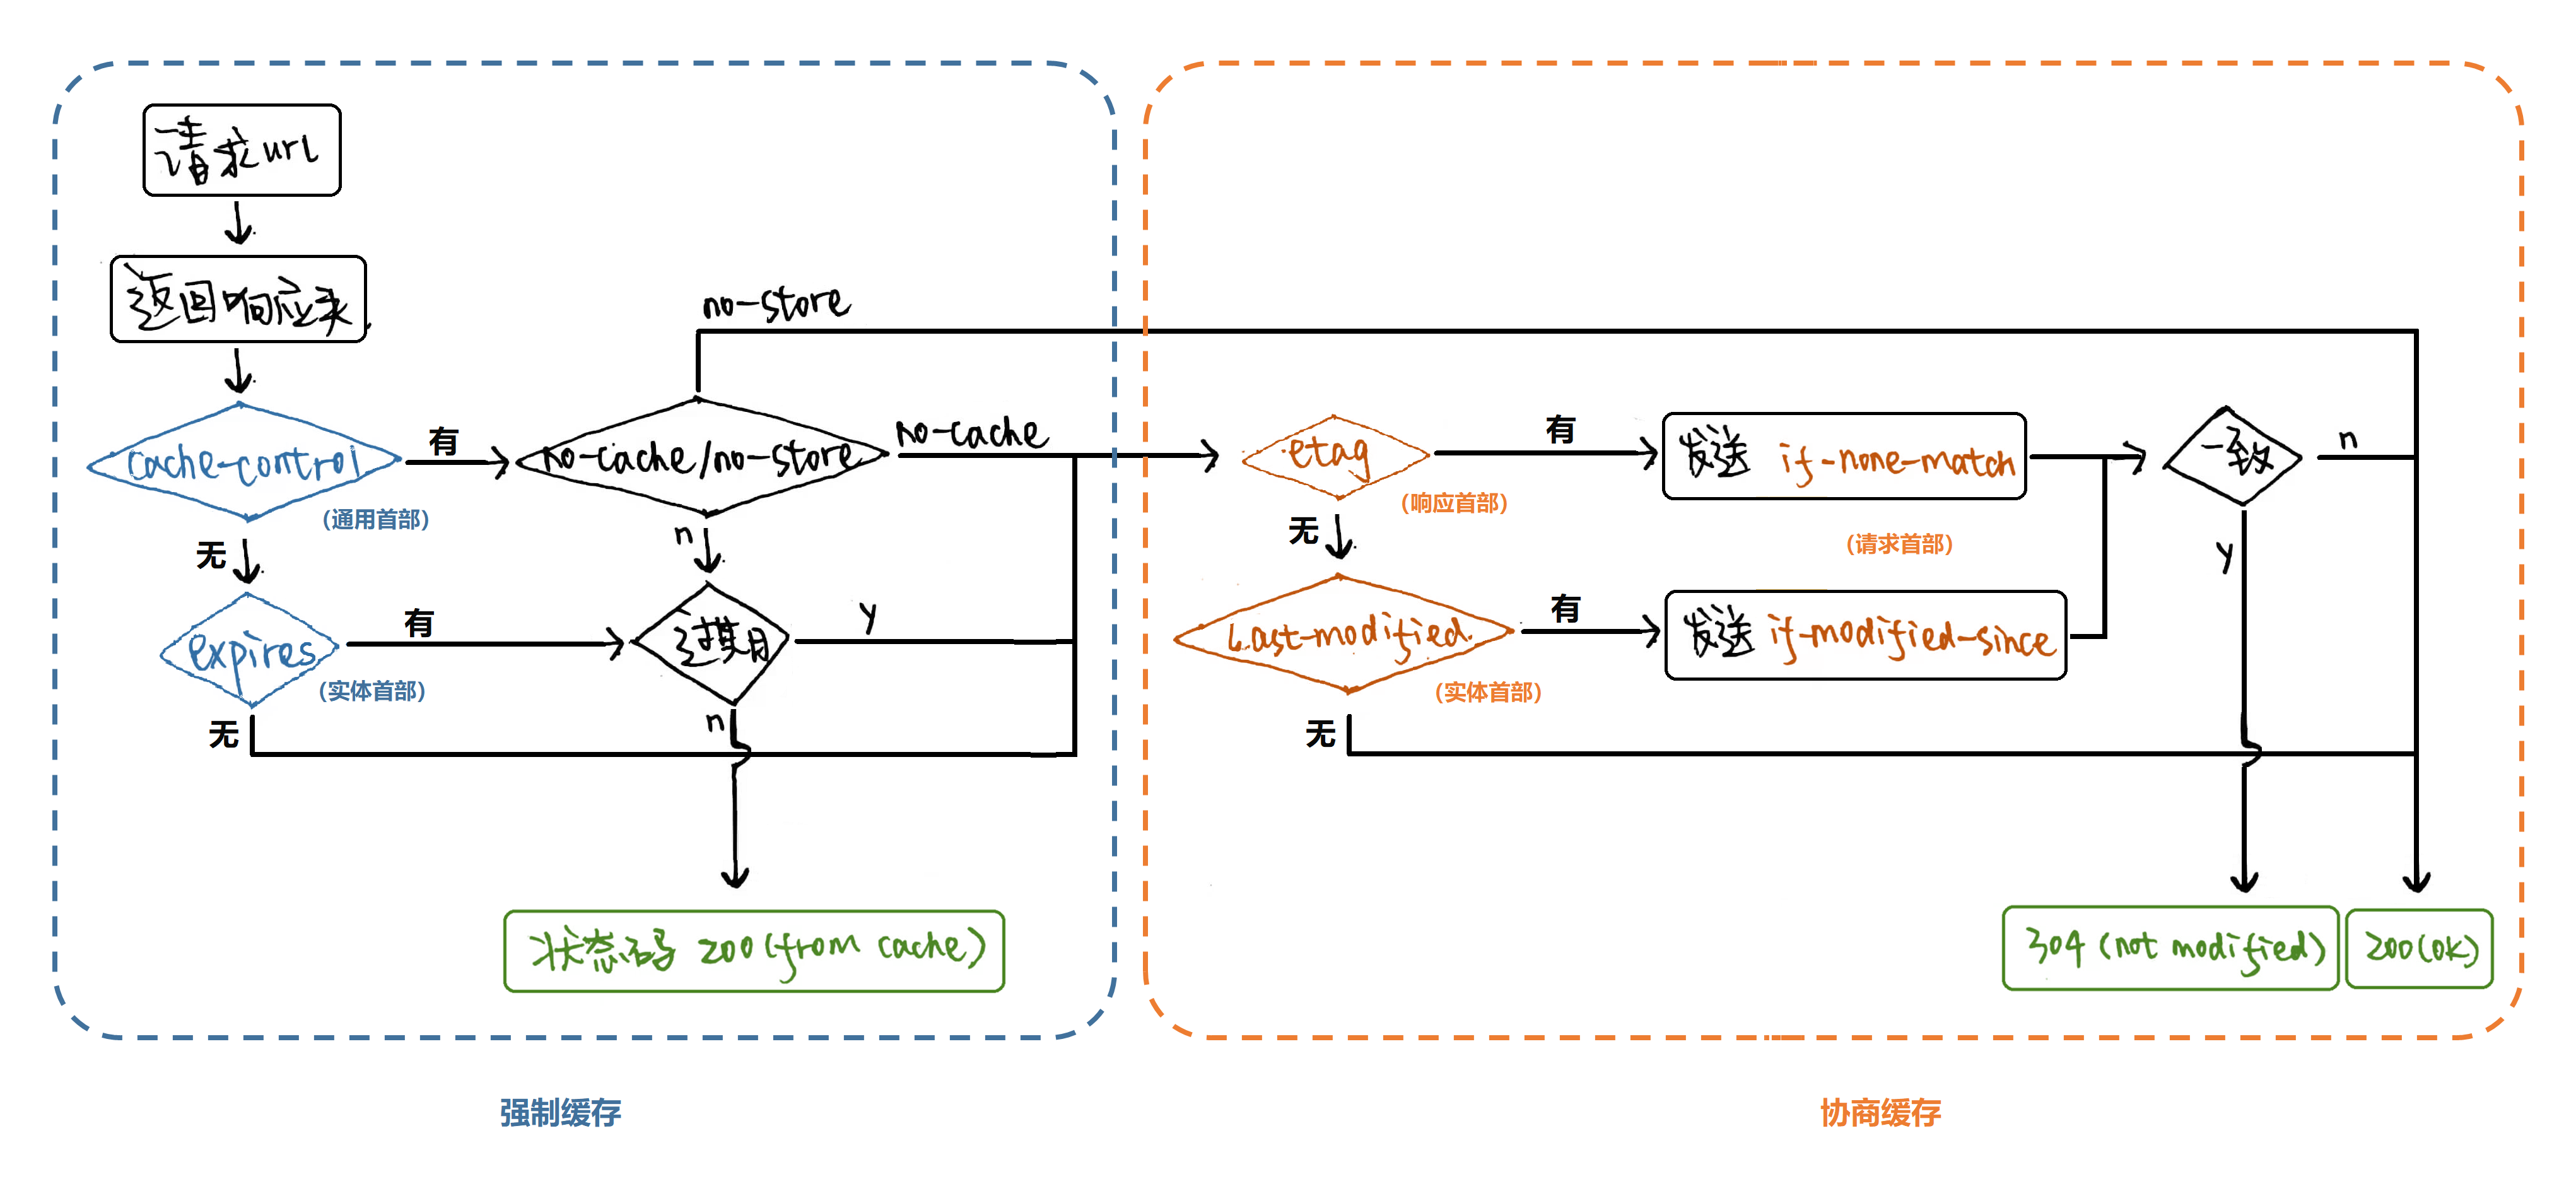 请求url
返回响应头
cache-control
(通用首部)
有
no-cache/no-store
no-store
no-cache
无
n
expires
(实体首部)
有
过期
y
无
n
状态码 200(from cache)
强制缓存
etag
(响应首部)
有
发送 if-none-match
(请求首部)
一致
n
无
y
Last-modified
(实体首部)
有
发送 if-modified-since
无
304 (not modified)
200(ok)
协商缓存